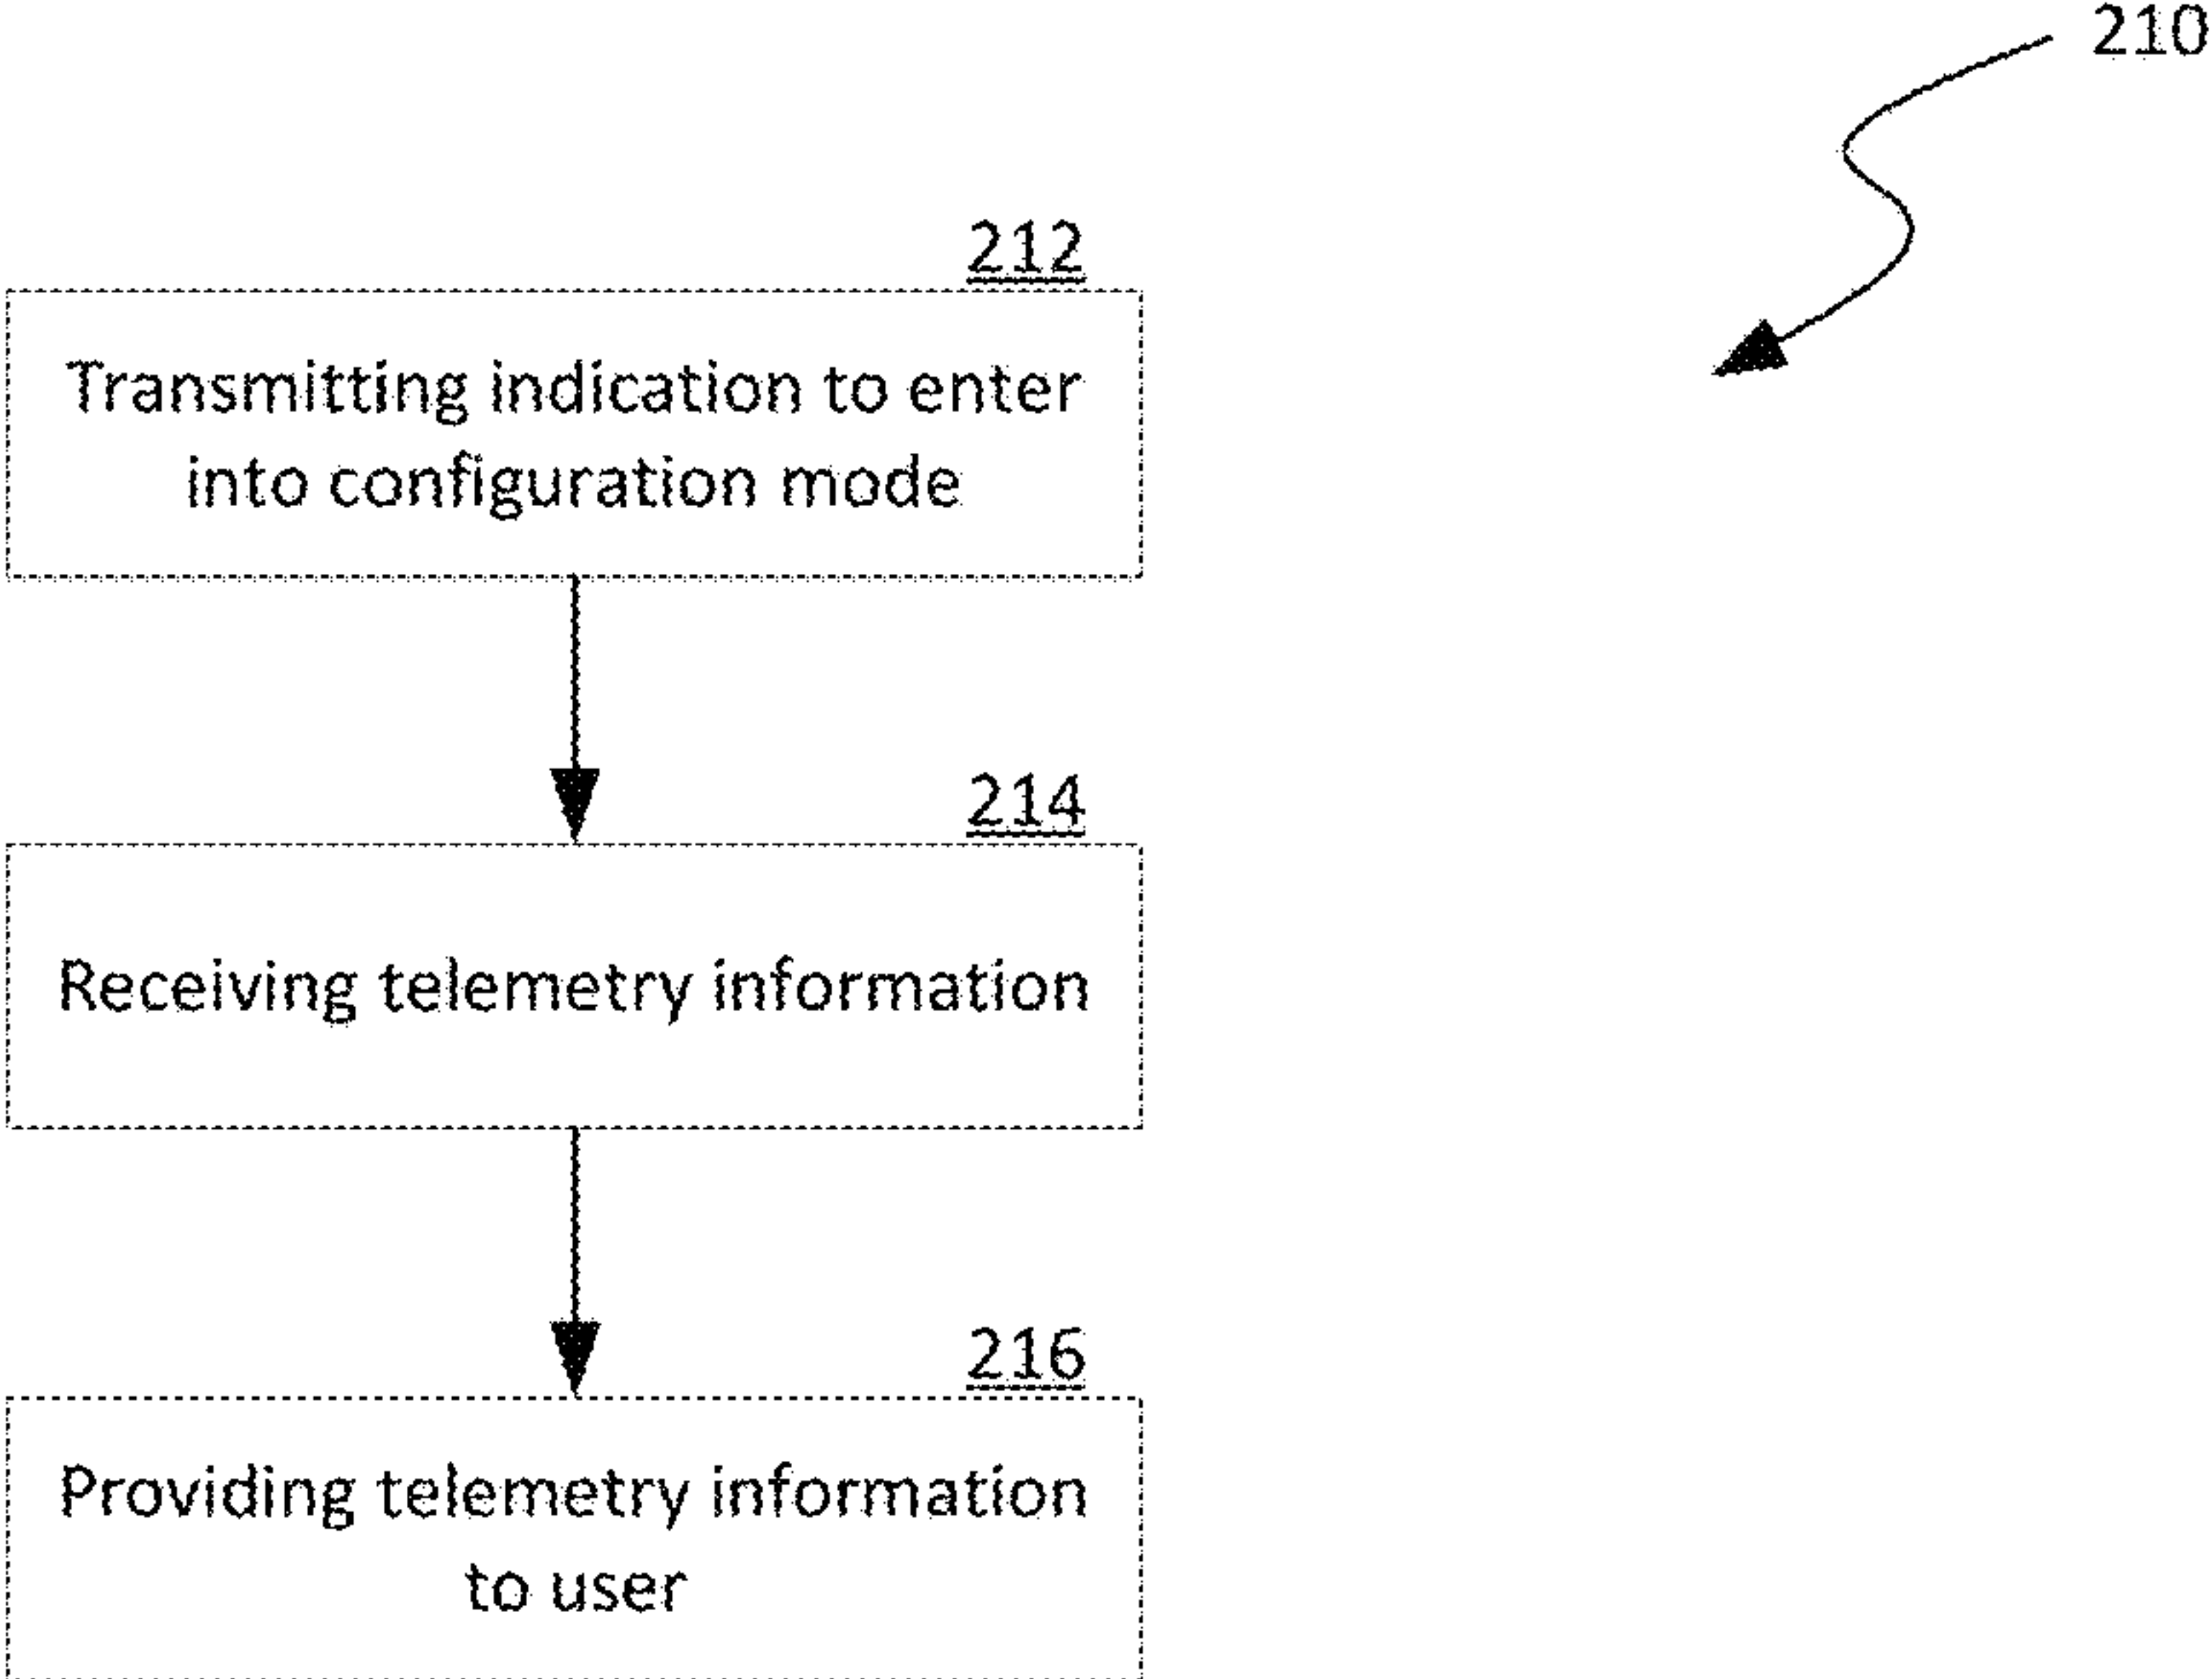 210
212
Transmitting indication to enter
into configuration mode
214
Receiving telemetry information
216
Providing telemetry information
to user